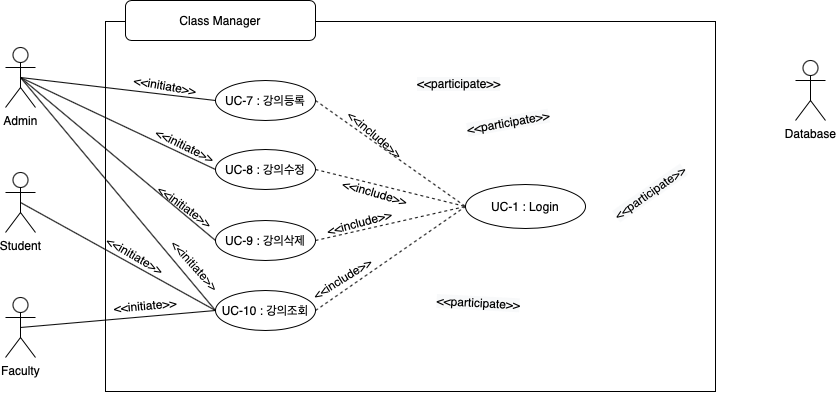 Class Manager
<<initiate>>
UC-7 : 강의등록
<<participate>>
Admin
<<include>>
<<participate>>
Database
<<initiate>>
UC-8 : 강의수정
<<initiate>>
<<include>>
<<participate>>
UC-1 : Login
<<include>>
Student
<<initiate>>
UC-9 : 강의삭제
<<initiate>>
<<include>>
<<initiate>>
UC-10 : 강의조회
<<participate>>
Faculty